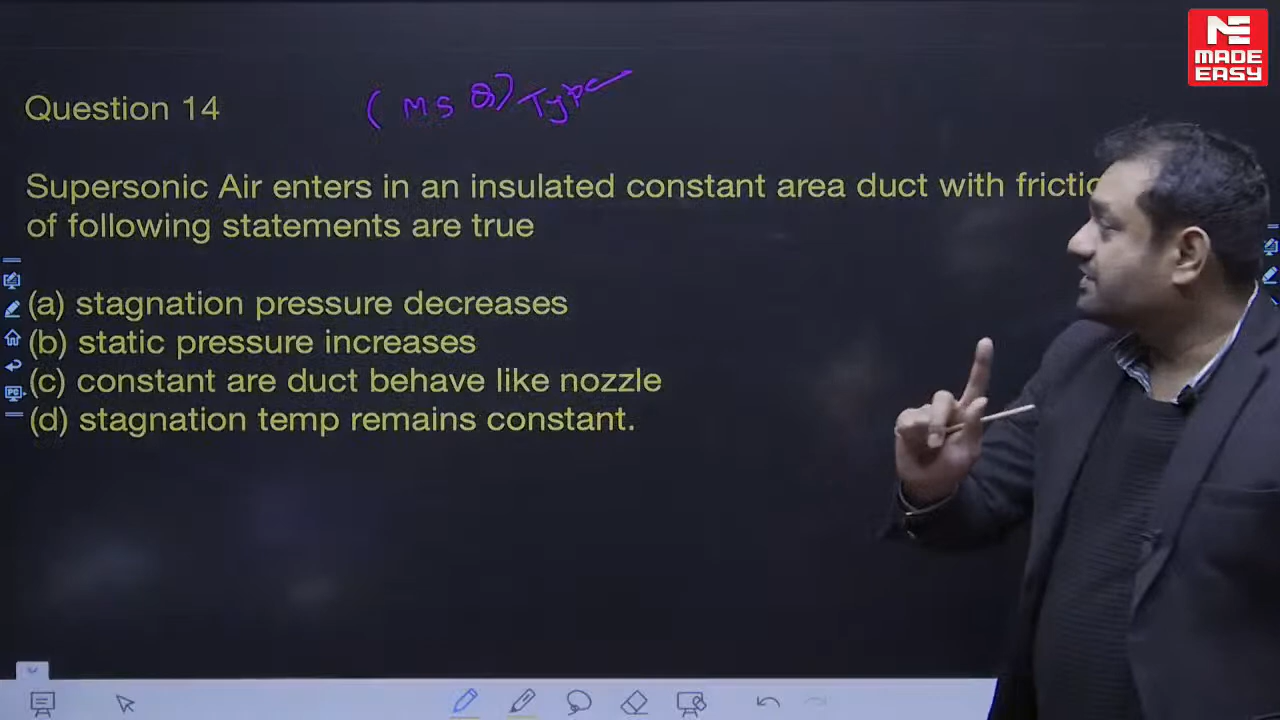 MADE
EASY
Question 14
(MSQ) Type
Supersonic Air enters in an insulated constant area duct with
of following statements are true
(a) stagnation pressure decreases
(b) static pressure increases
(c) constant are duct behave like nozzle
(d) stagnation temp remains constant.